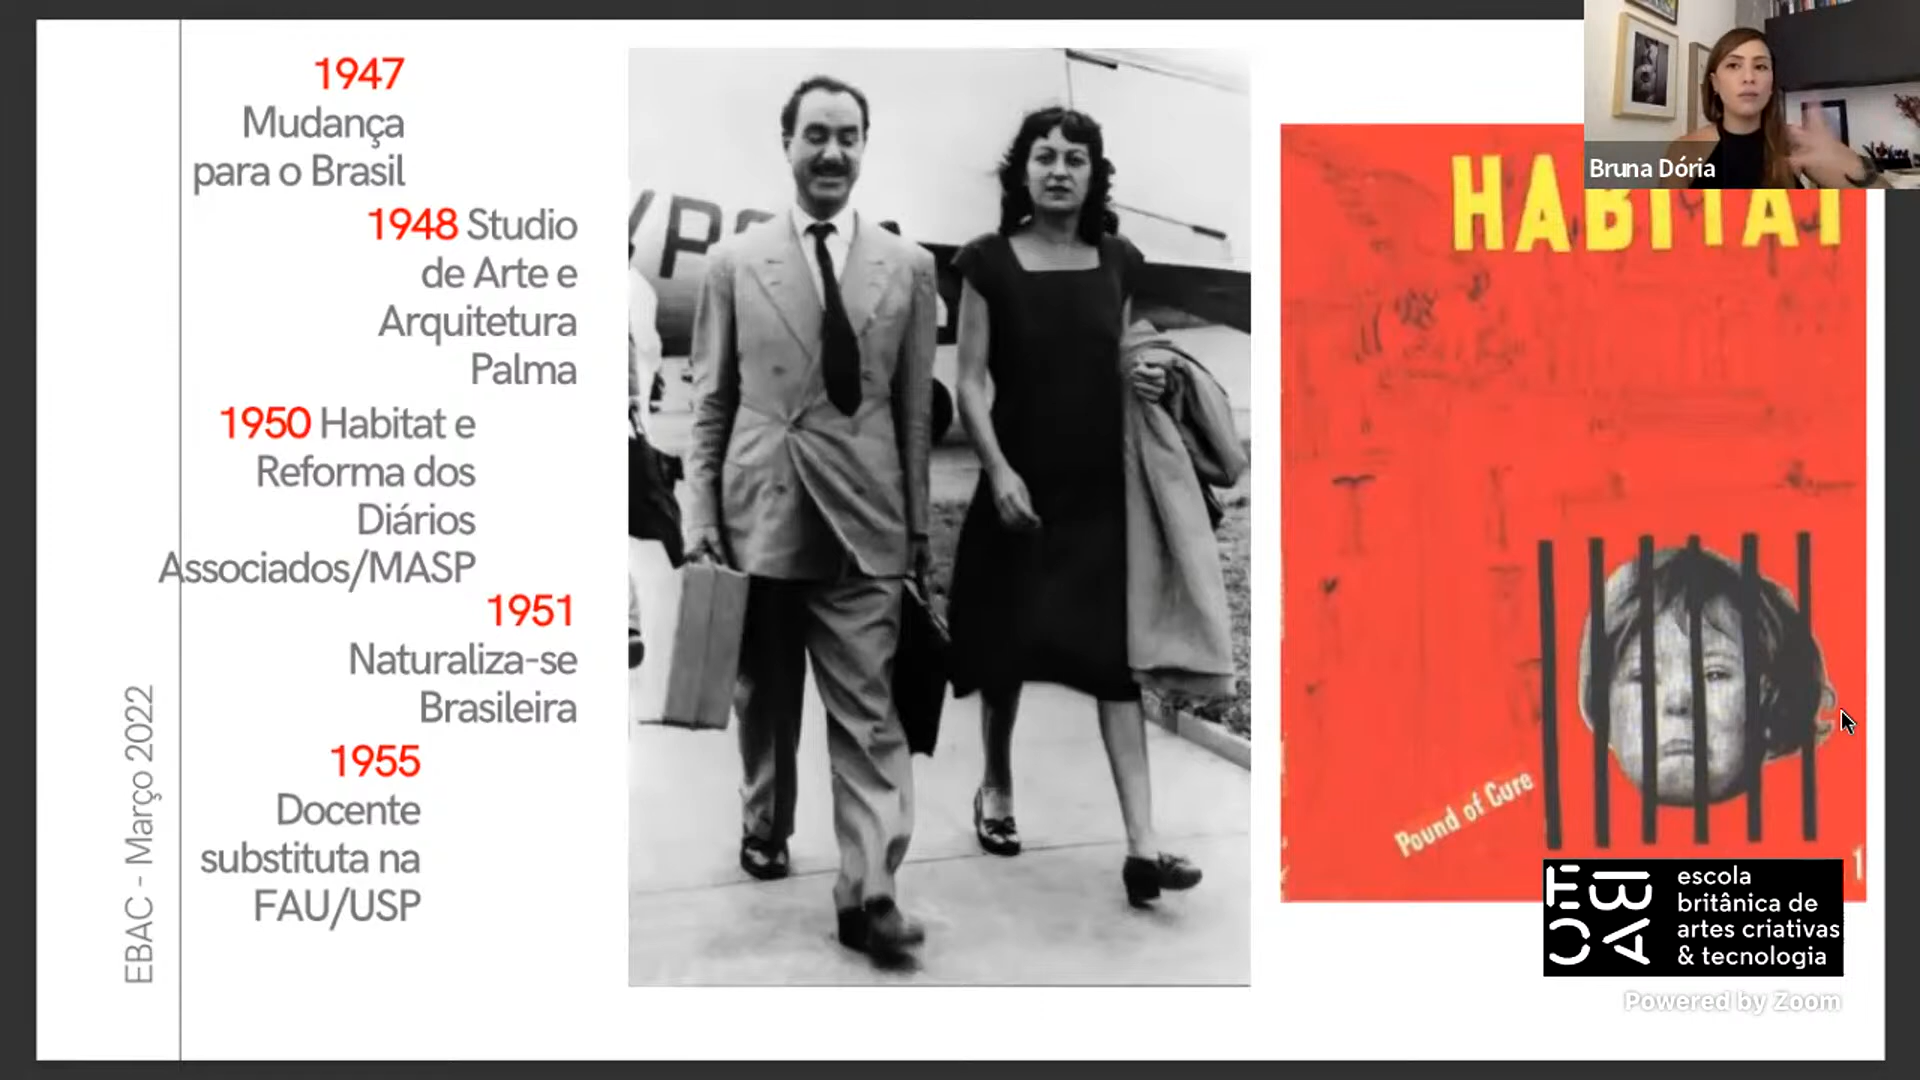 1947
Mudança
para o Brasil
1948 Studio
de Arte e
Arquitetura
Palma
1950 Habitat e
Reforma dos
Diários
Associados/MASP
1951
Naturaliza-se
Brasileira
1955
Docente
substituta na
FAU/USP
EBAC - Março 2022
HABITAT
Pound of Cure
1
Bruna Dória
EBAC
escola
britânica de
artes criativas
& tecnologia
Powered by Zoom